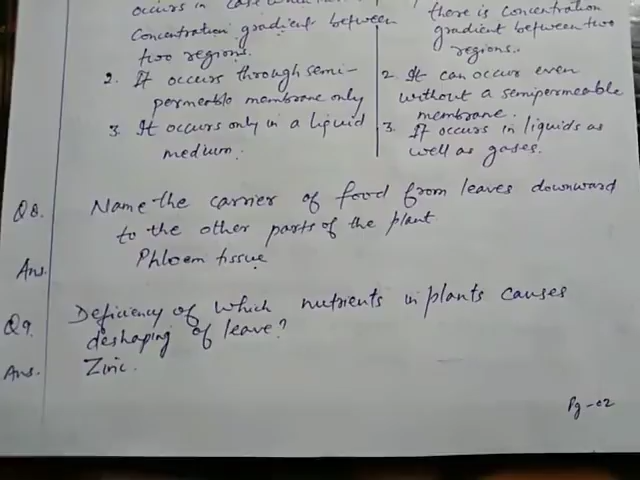 occurs in case when
Concentration gradient between
two regions.
2. It occurs through semi-
permeable membrane only
3. It occurs only in a liquid
medium.
there is concentration
gradient between two
regions..
2. It can occur even
without a semipermeable
membrane.
3. It occurs in liquids as
well as gases.
Q8. Name the carrier of food from leaves downward
to the other parts of the plant
Ans. Phloem tissue
Q9. Deficiency of which nutrients in plants causes
deshaping of leave?
Ans. Zinc.
Pg-02